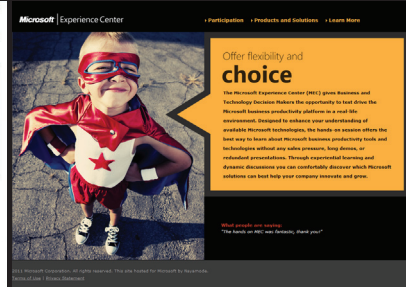 Microsoft | Experience Center
Participation
Products and Solutions
Learn More
Offer flexibility and
choice
The Microsoft Experience Center (MEC) gives Business and
Technology Decision Makers the opportunity to test drive the
Microsoft business productivity platform in a real-life
environment. Designed to enhance your understanding of
available Microsoft technologies, the hands-on session offers the
best way to learn about Microsoft business productivity tools and
technologies without any sales pressure, long demos, or
redundant presentations. Through experiential learning and
dynamic discussions you can comfortably discover which Microsoft
solutions can best help your company innovate and grow.
What people are saying:
"The hands on MEC was fantastic, thank you!"
2011 Microsoft Corporation. All rights reserved. This site hosted for Microsoft by
Terms of Use | Privacy Statement